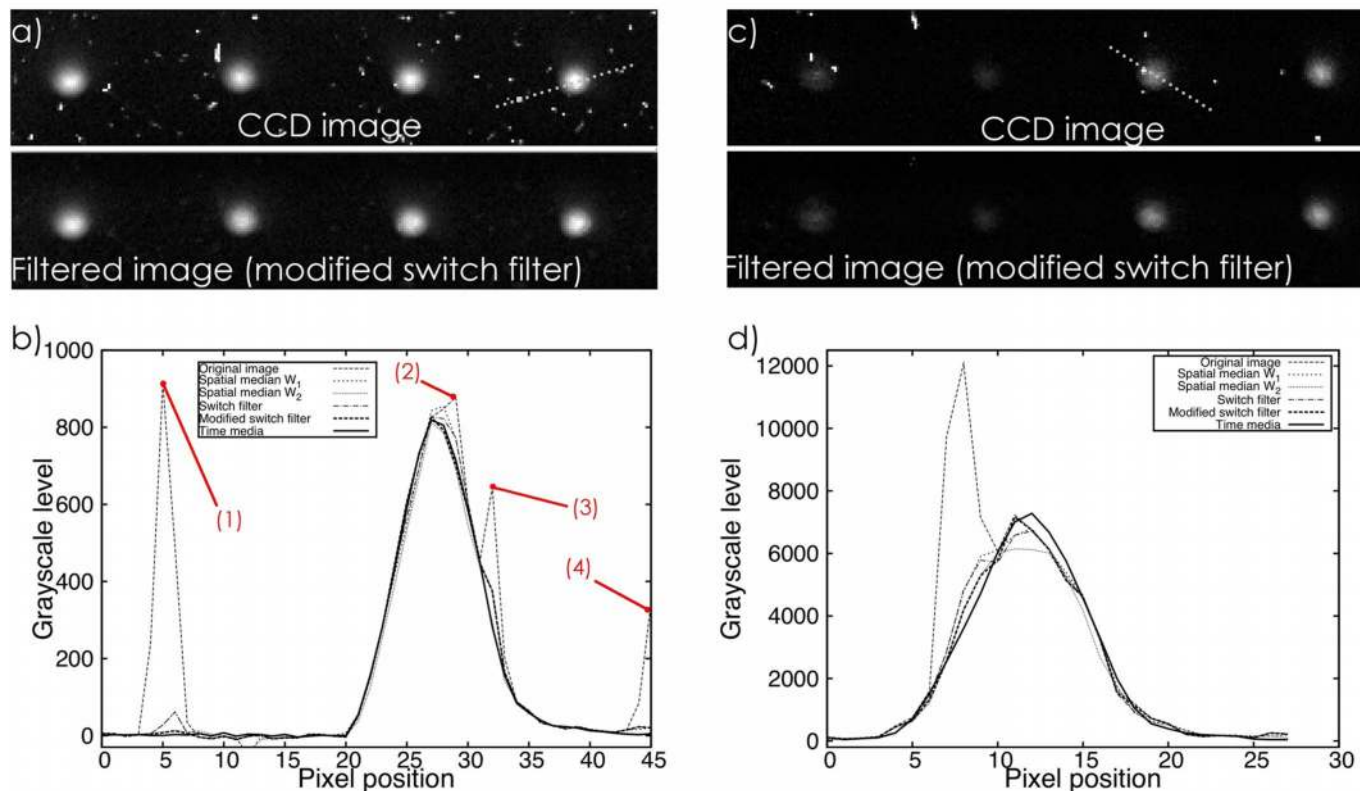 a)
CCD image
Filtered image (modified switch filter)
c)
CCD image
Filtered image (modified switch filter)
b)
1000
800
600
400
200
0
Grayscale level
Original image
Spatial median W1
Spatial median W2
Switch filter
Modified switch filter
Time media
(1)
(2)
(3)
(4)
0 5 10 15 20 25 30 35 40 45
Pixel position
d)
12000
10000
8000
6000
4000
2000
0
Grayscale level
Original image
Spatial median W1
Spatial median W2
Switch filter
Modified switch filter
Time media
0 5 10 15 20 25 30
Pixel position